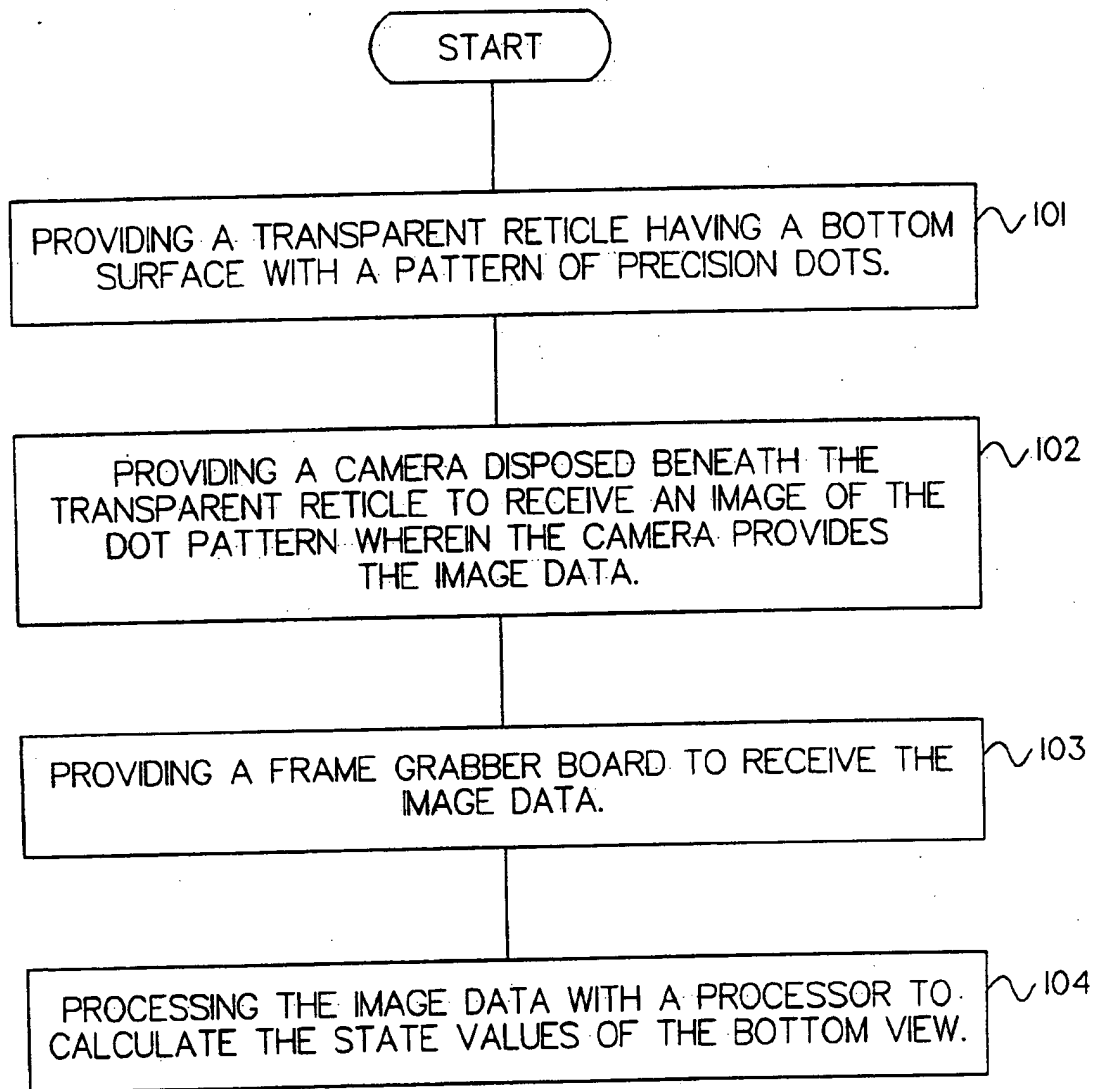 START
PROVIDING A TRANSPARENT RETICLE HAVING A BOTTOM
SURFACE WITH A PATTERN OF PRECISION DOTS.
101
PROVIDING A CAMERA DISPOSED BENEATH THE
TRANSPARENT RETICLE TO RECEIVE AN IMAGE OF THE
DOT PATTERN WHEREIN THE CAMERA PROVIDES
THE IMAGE DATA.
102
PROVIDING A FRAME GRABBER BOARD TO RECEIVE THE
IMAGE DATA.
103
PROCESSING THE IMAGE DATA WITH A PROCESSOR TO
CALCULATE THE STATE VALUES OF THE BOTTOM VIEW.
104